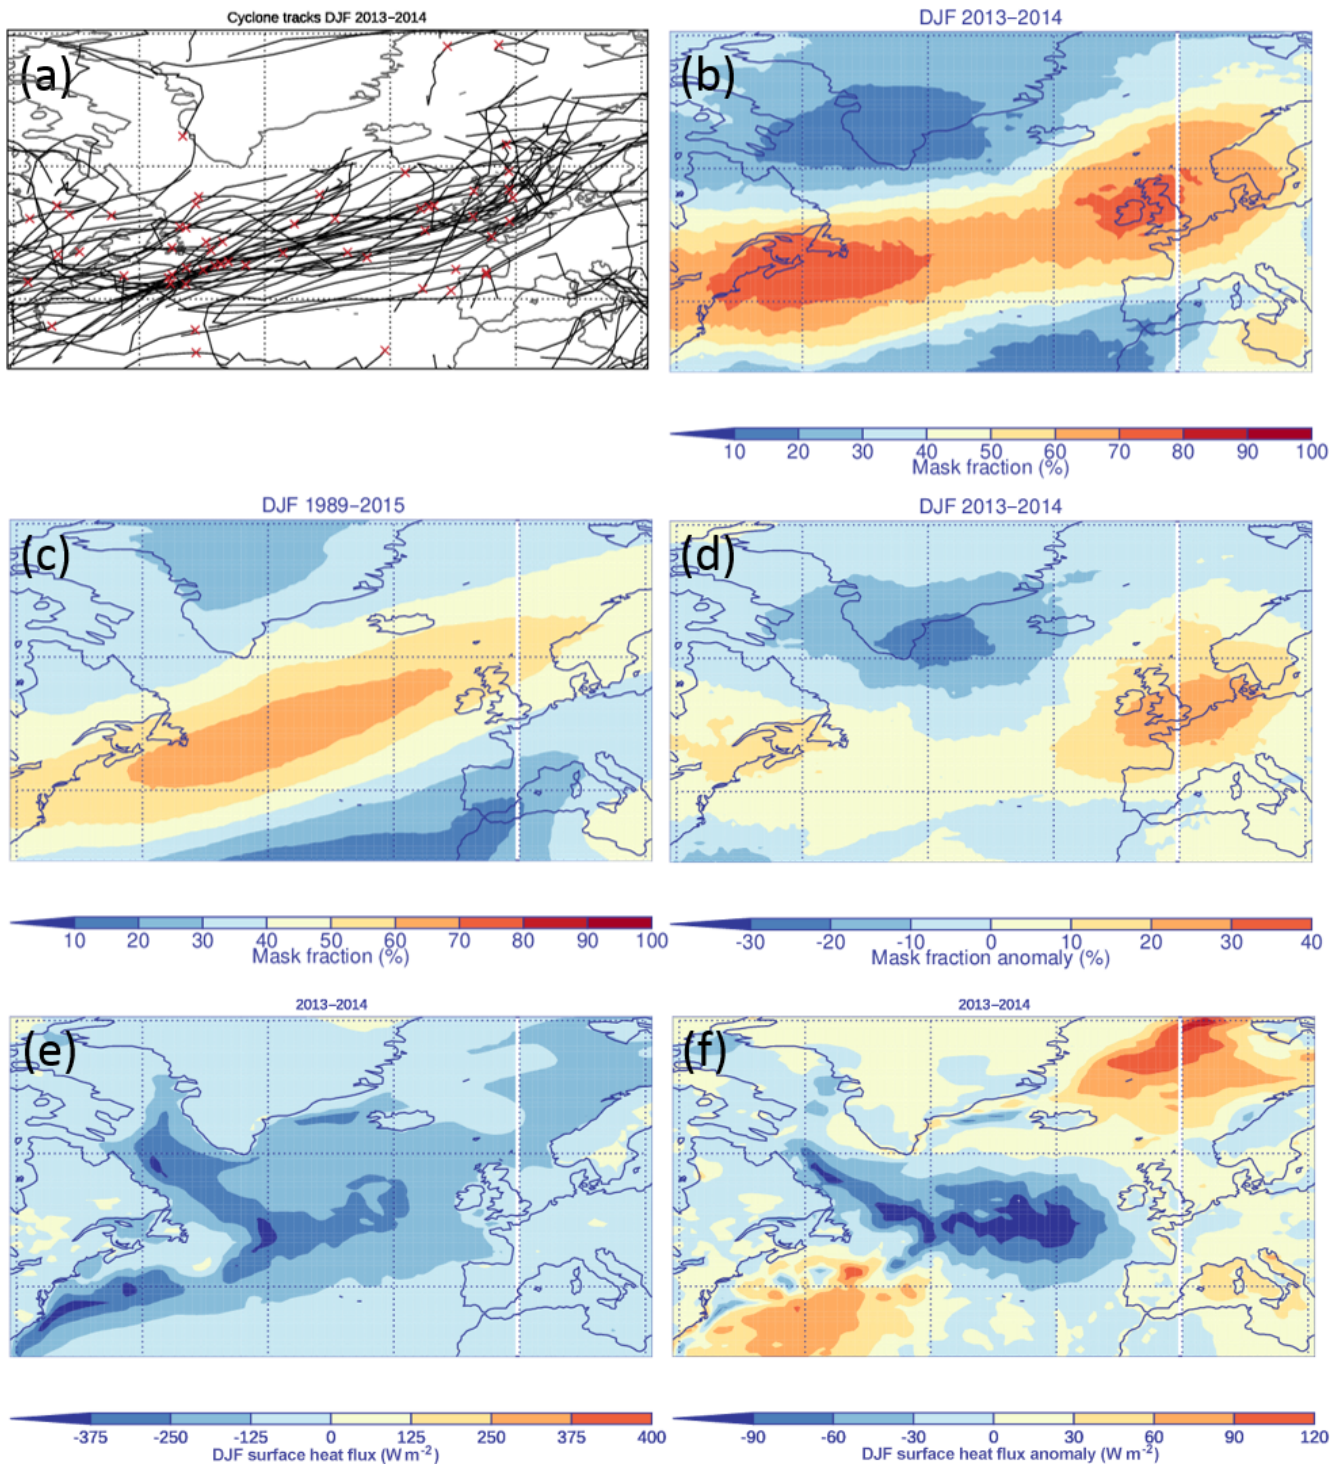 Cyclone tracks DJF 2013−2014
(a)
DJF 2013−2014
(b)
10 20 30 40 50 60 70 80 90 100
Mask fraction (%)
DJF 1989−2015
(c)
10 20 30 40 50 60 70 80 90 100
Mask fraction (%)
DJF 2013−2014
(d)
-30 -20 -10 0 10 20 30 40
Mask fraction anomaly (%)
2013−2014
(e)
-375 -250 -125 0 125 250 375 400
DJF surface heat flux (W m⁻²)
2013−2014
(f)
-90 -60 -30 0 30 60 90 120
DJF surface heat flux anomaly (W m⁻²)